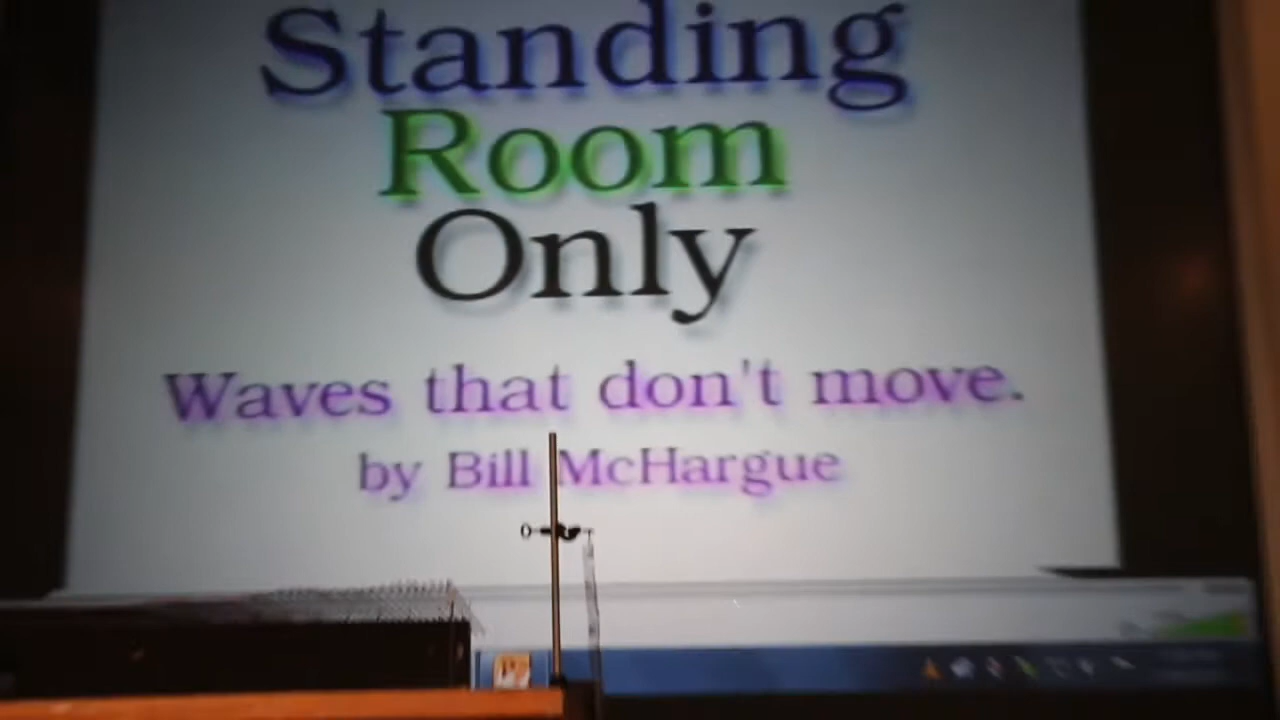 Standing
Room
Only
Waves that don't move.
by Bill McHargue